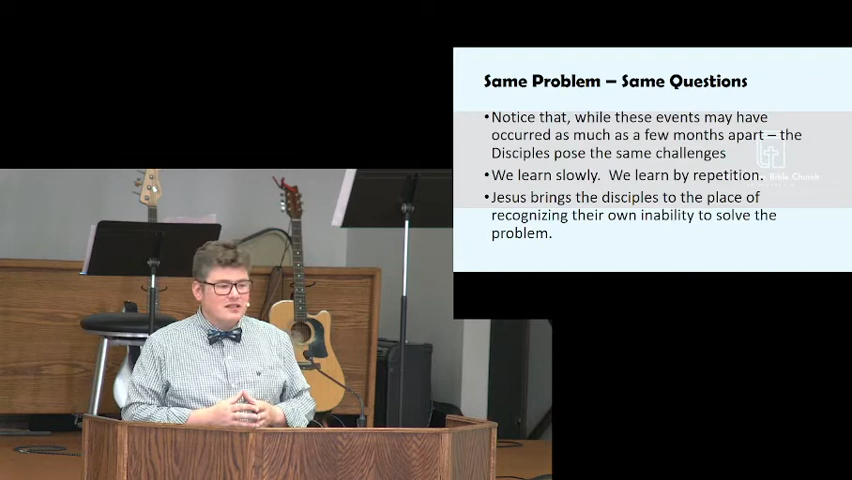 Same Problem – Same Questions
•Notice that, while these events may have
occurred as much as a few months apart – the
Disciples pose the same challenges
•We learn slowly.  We learn by repetition.
Bible Church
•Jesus brings the disciples to the place of
recognizing their own inability to solve the
problem.